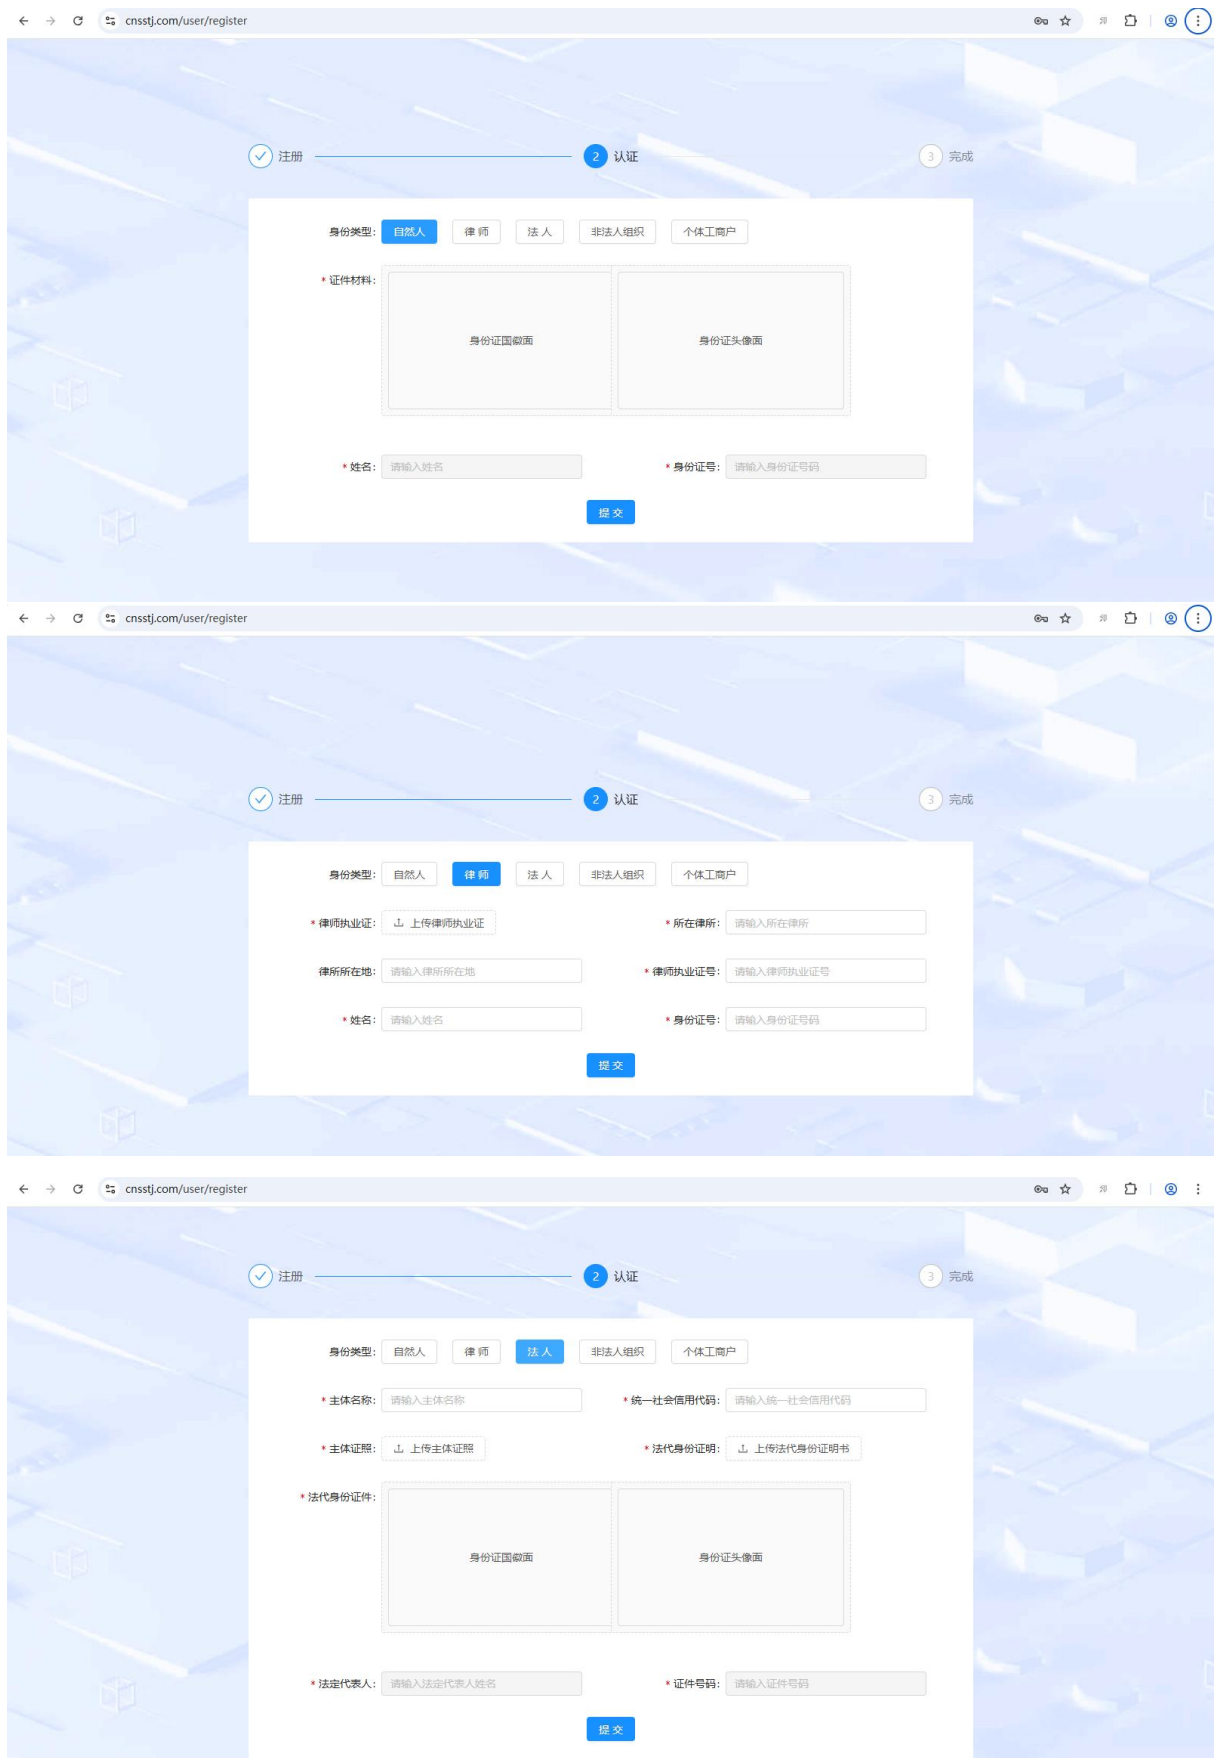 cnsstj.com/user/register
注册 2 认证 3 完成
身份类型: 自然人 律 师 法 人 非法人组织 个体工商户
* 证件材料:
身份证国徽面 身份证头像面
* 姓名: 请输入姓名 * 身份证号: 请输入身份证号码
提 交
cnsstj.com/user/register
注册 2 认证 3 完成
身份类型: 自然人 律 师 法 人 非法人组织 个体工商户
* 律师执业证: 上传律师执业证 * 所在律所: 请输入所在律所
律所所在地: 请输入律所所在地 * 律师执业证号: 请输入律师执业证号
* 姓名: 请输入姓名 * 身份证号: 请输入身份证号码
提 交
cnsstj.com/user/register
注册 2 认证 3 完成
身份类型: 自然人 律 师 法 人 非法人组织 个体工商户
* 主体名称: 请输入主体名称 * 统一社会信用代码: 请输入统一社会信用代码
* 主体证照: 上传主体证照 * 法代身份证明: 上传法代身份证明书
* 法代身份证件:
身份证国徽面 身份证头像面
* 法定代表人: 请输入法定代表人姓名 * 证件号码: 请输入证件号码
提 交